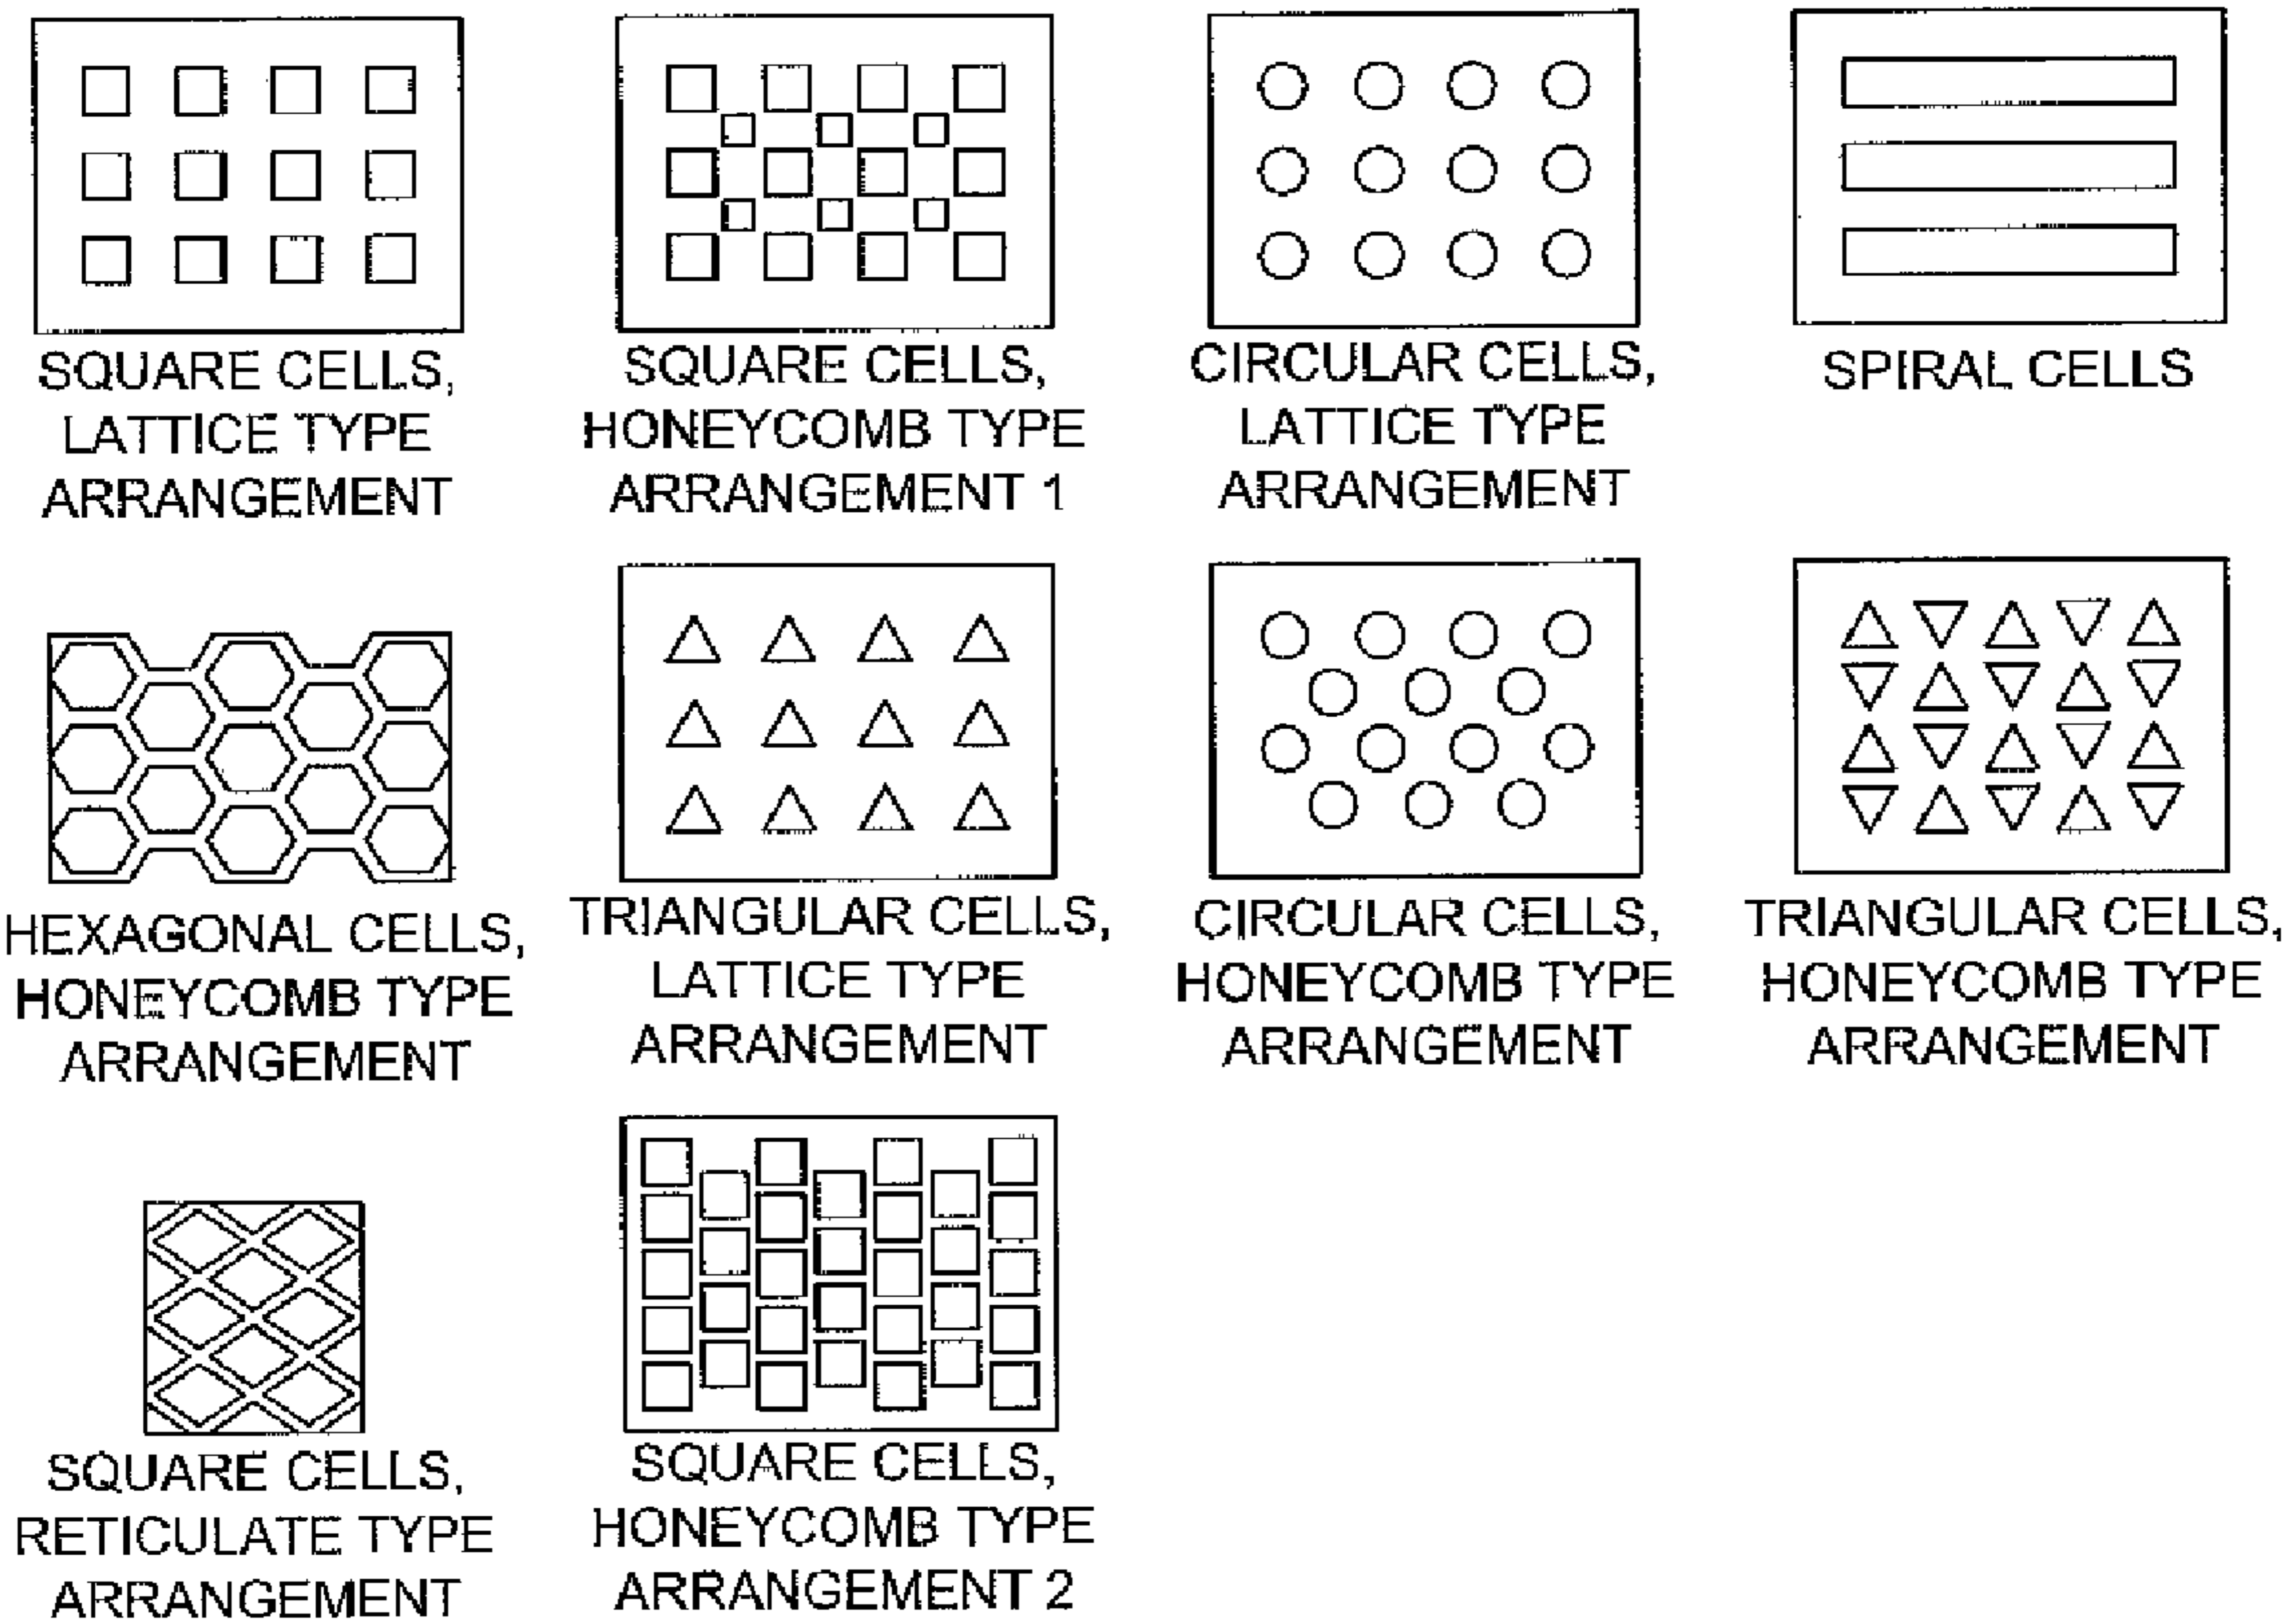 SQUARE CELLS,
LATTICE TYPE
ARRANGEMENT
SQUARE CELLS,
HONEYCOMB TYPE
ARRANGEMENT 1
CIRCULAR CELLS,
LATTICE TYPE
ARRANGEMENT
SPIRAL CELLS
HEXAGONAL CELLS,
HONEYCOMB TYPE
ARRANGEMENT
TRIANGULAR CELLS,
LATTICE TYPE
ARRANGEMENT
CIRCULAR CELLS,
HONEYCOMB TYPE
ARRANGEMENT
TRIANGULAR CELLS,
HONEYCOMB TYPE
ARRANGEMENT
SQUARE CELLS,
RETICULATE TYPE
ARRANGEMENT
SQUARE CELLS,
HONEYCOMB TYPE
ARRANGEMENT 2